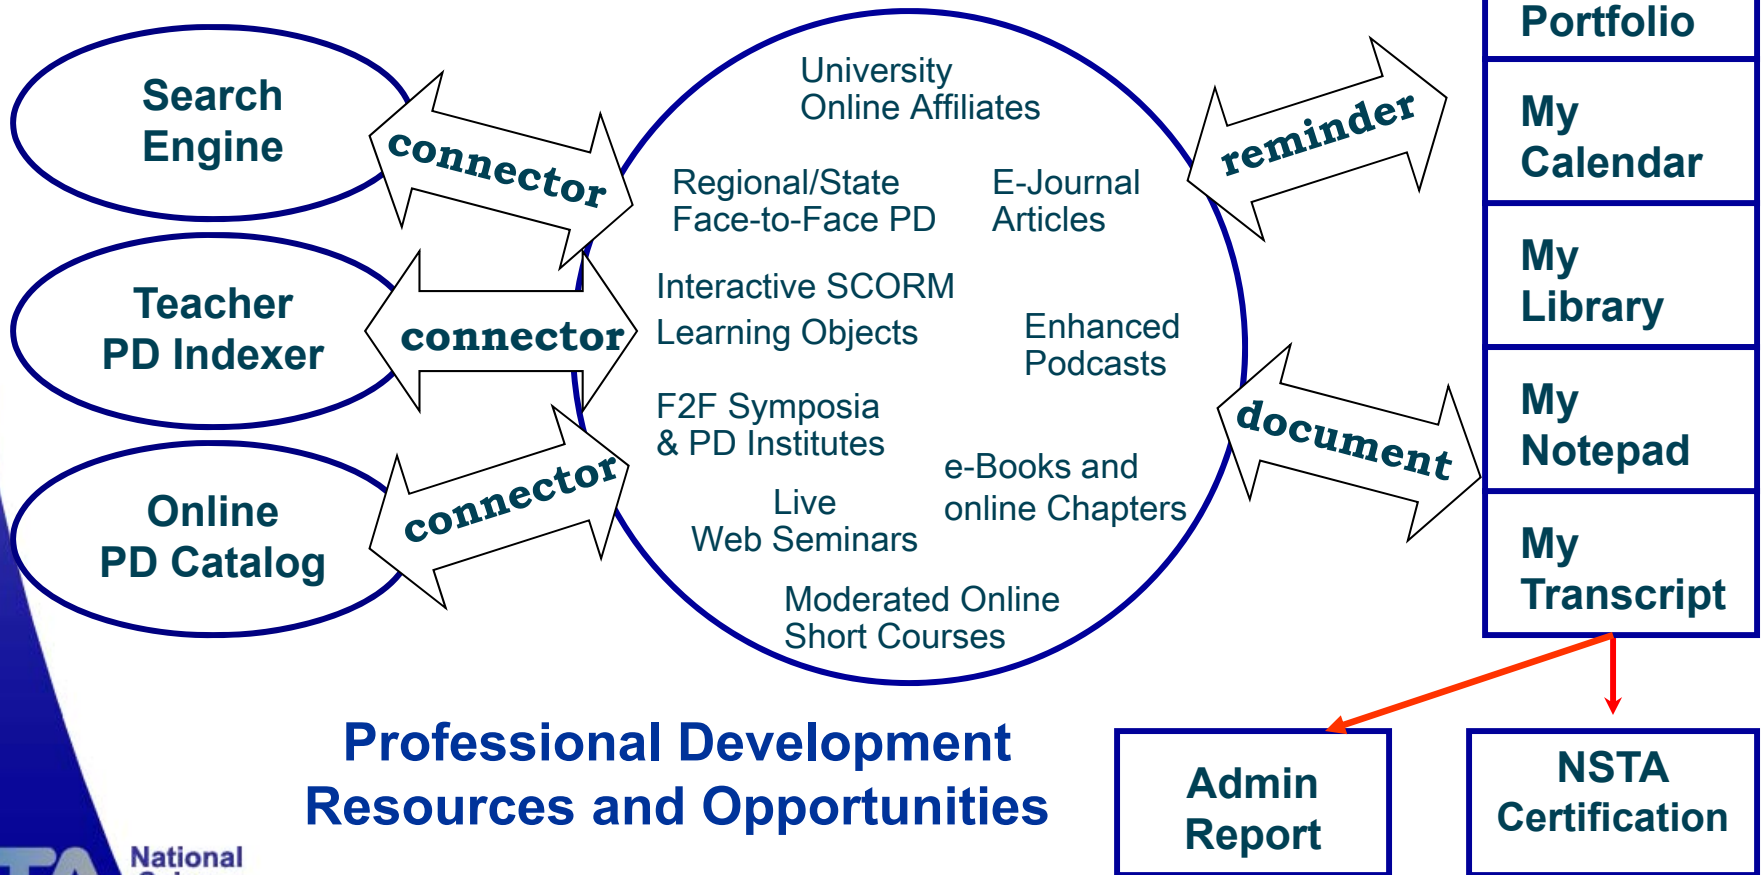 Search
Engine
Teacher
PD Indexer
Online
PD Catalog
connector
connector
connector
University
Online Affiliates
Regional/State
Face-to-Face PD
E-Journal
Articles
Interactive SCORM
Learning Objects
Enhanced
Podcasts
F2F Symposia
& PD Institutes
e-Books and
online Chapters
Live
Web Seminars
Moderated Online
Short Courses
reminder
document
Portfolio
My
Calendar
My
Library
My
Notepad
My
Transcript
Professional Development
Resources and Opportunities
Admin
Report
NSTA
Certification
TA
National